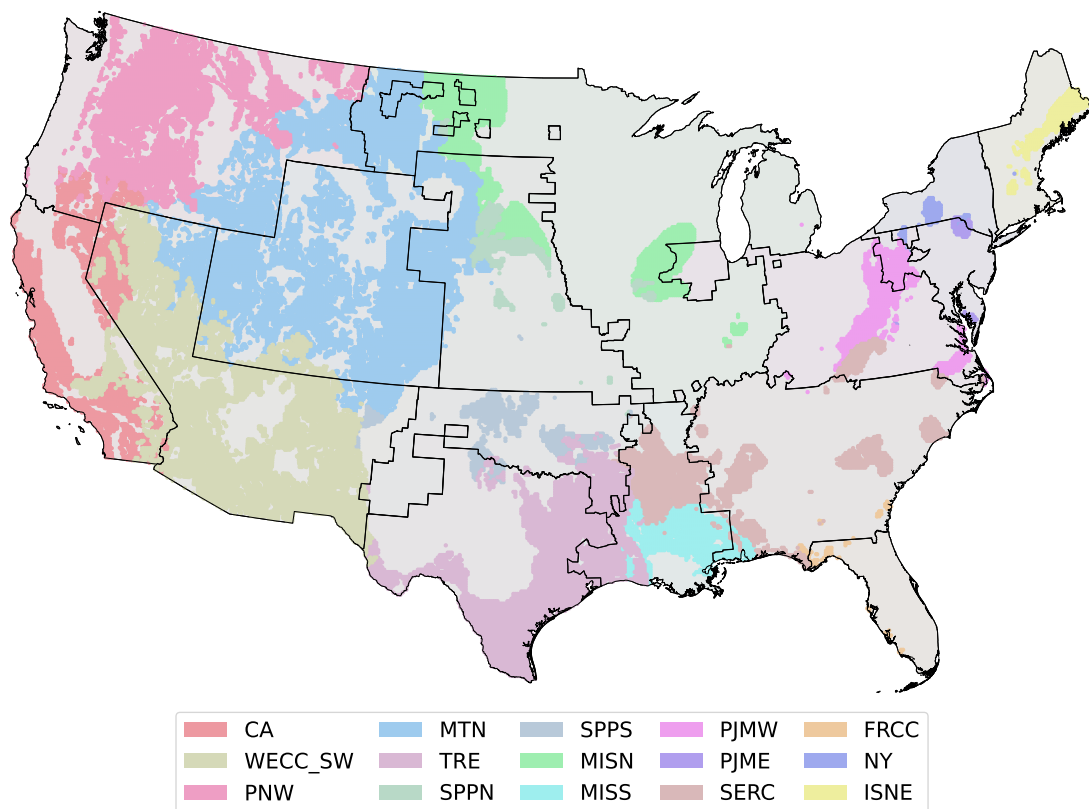 CA MTN SPPS PJMW FRCC
WECC_SW TRE MISN PJME NY
PNW SPPN MISS SERC ISNE